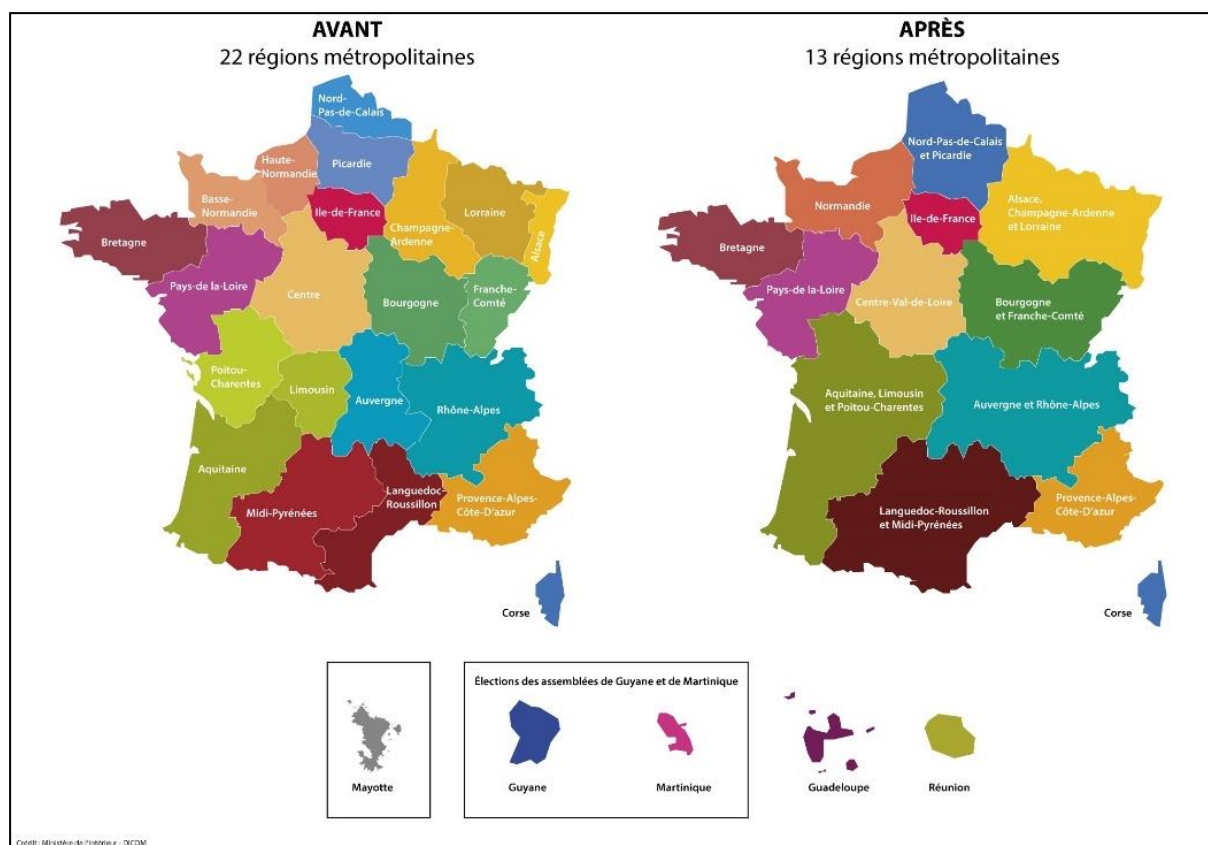 AVANT
22 régions métropolitaines
Nord-
Pas-de-Calais
Picardie
Haute-
Normandie
Basse-
Normandie
Ile-de-France
Champagne-
Ardenne
Lorraine
Alsace
Bretagne
Pays-de la-Loire
Centre
Bourgogne
Franche-
Comté
Poitou-
Charentes
Limousin
Auvergne
Rhône-Alpes
Aquitaine
Midi-Pyrénées
Languedoc-
Roussillon
Provence-Alpes-
Côte-D'azur
Corse
APRÈS
13 régions métropolitaines
Nord-Pas-de-Calais
et Picardie
Normandie
Ile-de-France
Alsace,
Champagne-Ardenne
et Lorraine
Bretagne
Pays-de la-Loire
Centre-Val-de-Loire
Bourgogne
et Franche-Comté
Aquitaine, Limousin
et Poitou-Charentes
Auvergne et Rhône-Alpes
Languedoc-Roussillon
et Midi-Pyrénées
Provence-Alpes-
Côte-D'azur
Corse
Mayotte
Élections des assemblées de Guyane et de Martinique
Guyane
Martinique
Guadeloupe
Réunion
Crédit : Ministère de l'Intérieur - DICOM